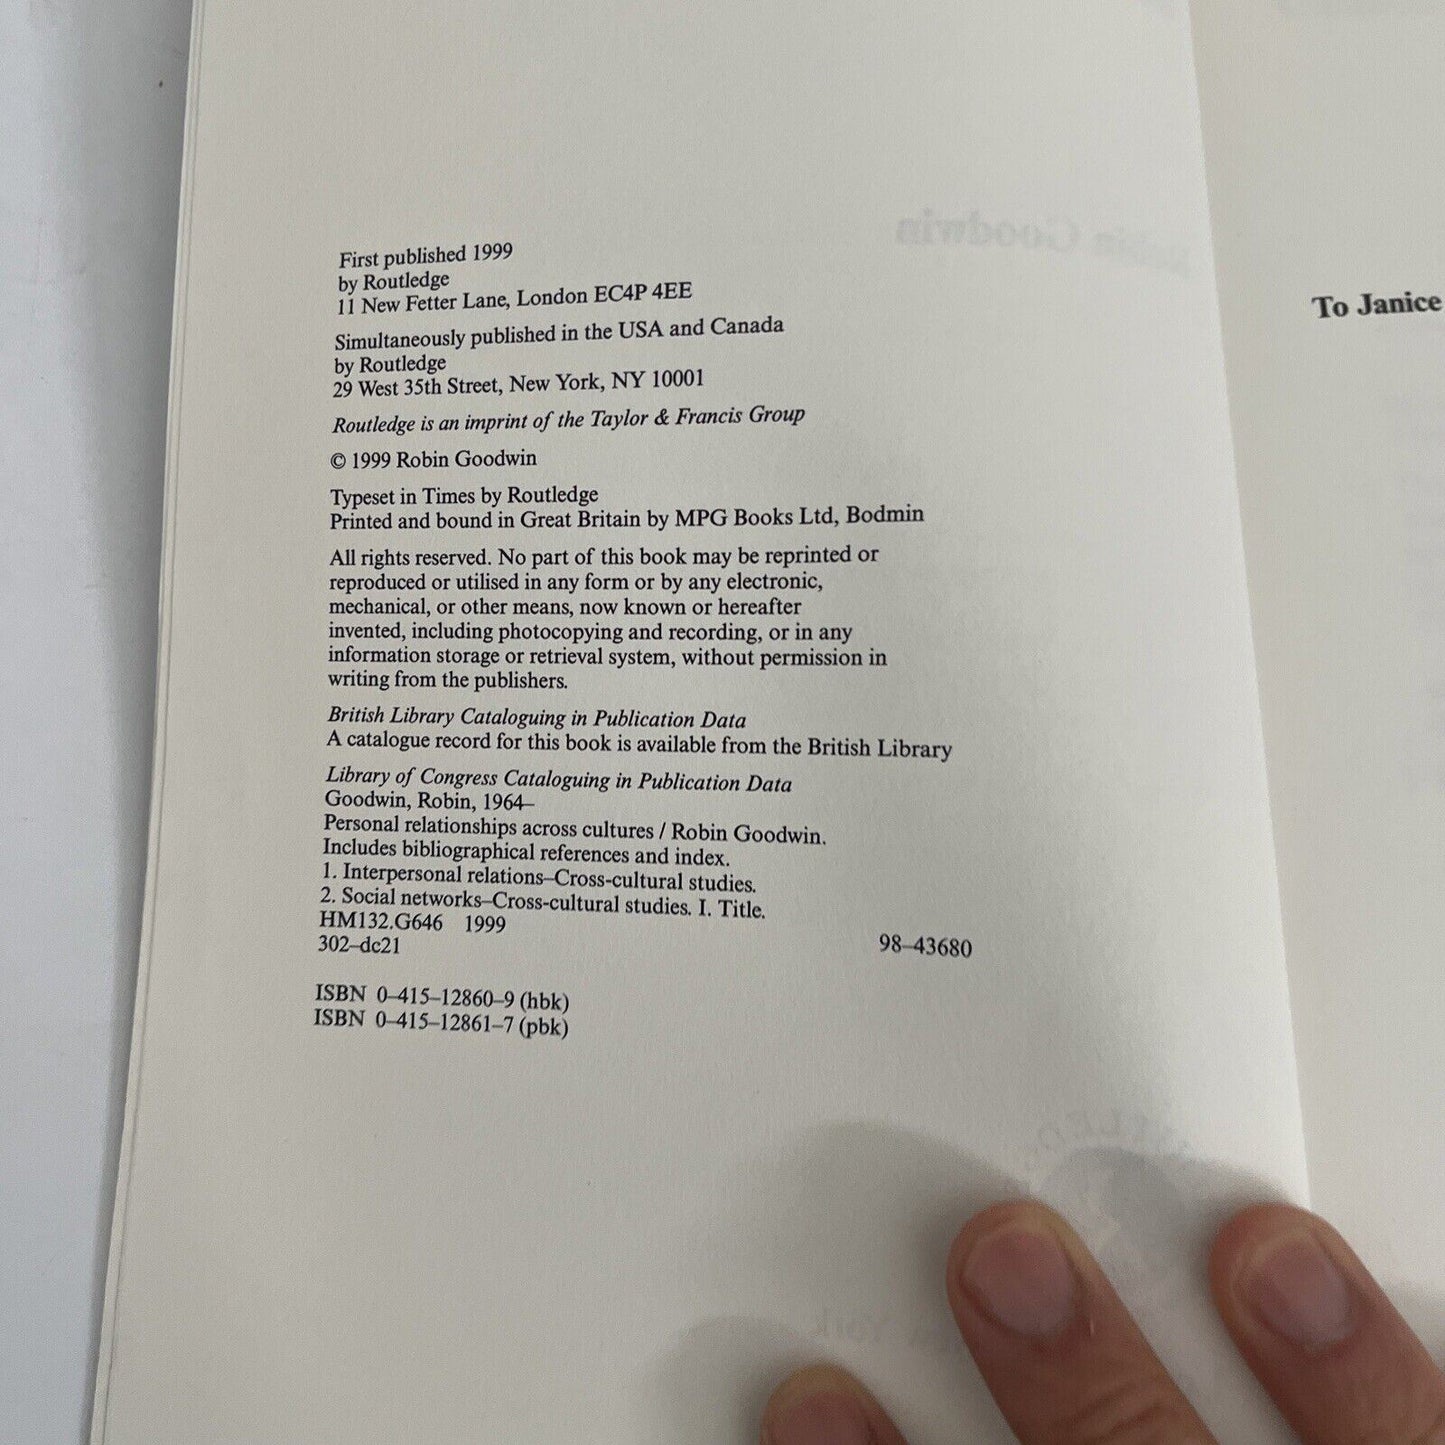 First published 1999
by Routledge
11 New Fetter Lane, London EC4P 4EE
Simultaneously published in the USA and Canada
by Routledge
29 West 35th Street, New York, NY 10001
Routledge is an imprint of the Taylor & Francis Group
© 1999 Robin Goodwin
Typeset in Times by Routledge
Printed and bound in Great Britain by MPG Books Ltd, Bodmin
All rights reserved. No part of this book may be reprinted or
reproduced or utilised in any form or by any electronic,
mechanical, or other means, now known or hereafter
invented, including photocopying and recording, or in any
information storage or retrieval system, without permission in
writing from the publishers.
British Library Cataloguing in Publication Data
A catalogue record for this book is available from the British Library
Library of Congress Cataloguing in Publication Data
Goodwin, Robin, 1964–
Personal relationships across cultures / Robin Goodwin.
Includes bibliographical references and index.
1. Interpersonal relations–Cross-cultural studies.
2. Social networks–Cross-cultural studies. I. Title.
HM132.G646 1999
302–dc21 98–43680
ISBN 0–415–12860–9 (hbk)
ISBN 0–415–12861–7 (pbk)
To Janice